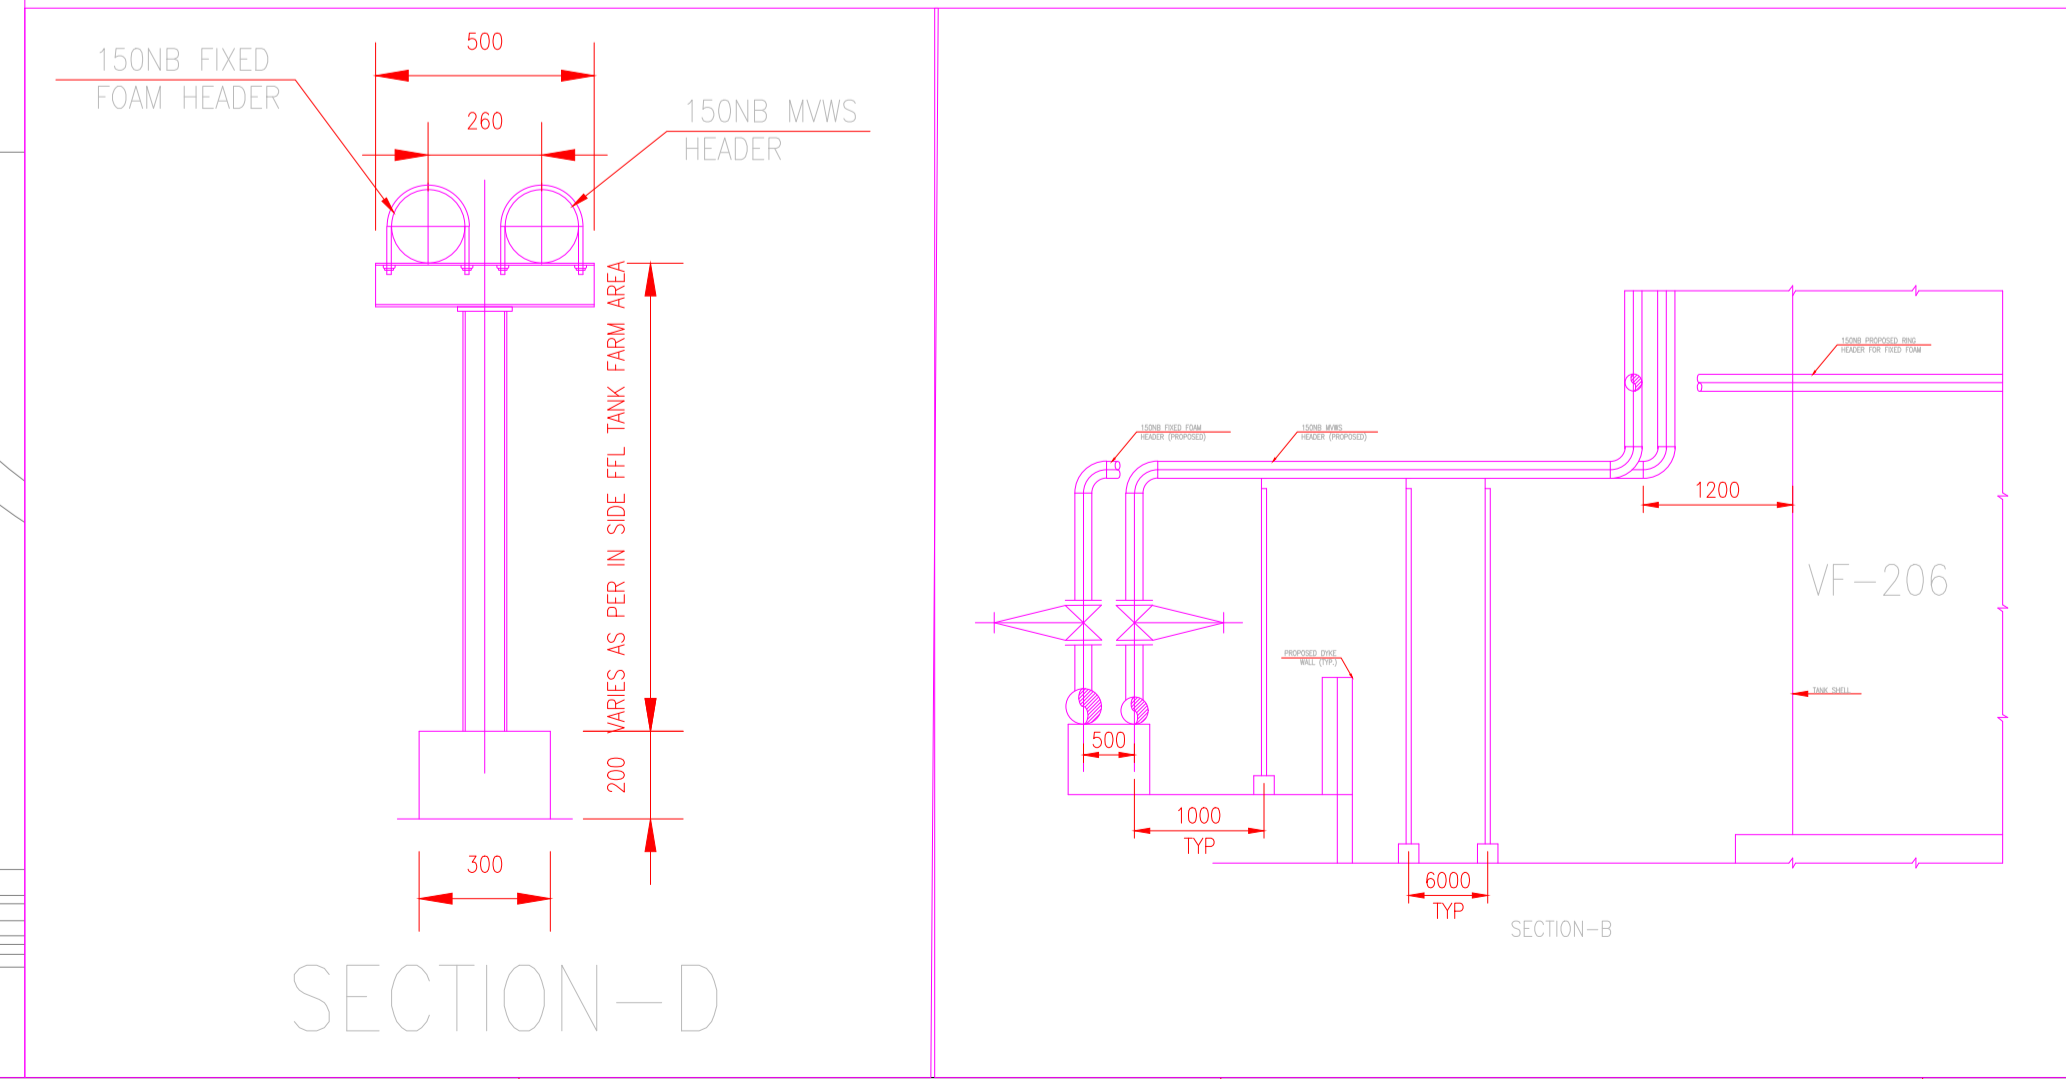 150NB FIXED
FOAM HEADER
500
260
150NB MVWS
HEADER
VARIES AS PER IN SIDE FFL TANK FARM AREA
200
300
SECTION-D
150NB PROPOSED RING
HEADER FOR FIXED FOAM
150NB FIXED FOAM
HEADER (PROPOSED)
150NB MVWS
HEADER (PROPOSED)
1200
VF-206
PROPOSED DYKE
WALL (TYP.)
TANK SHELL
500
1000
TYP
6000
TYP
SECTION-B